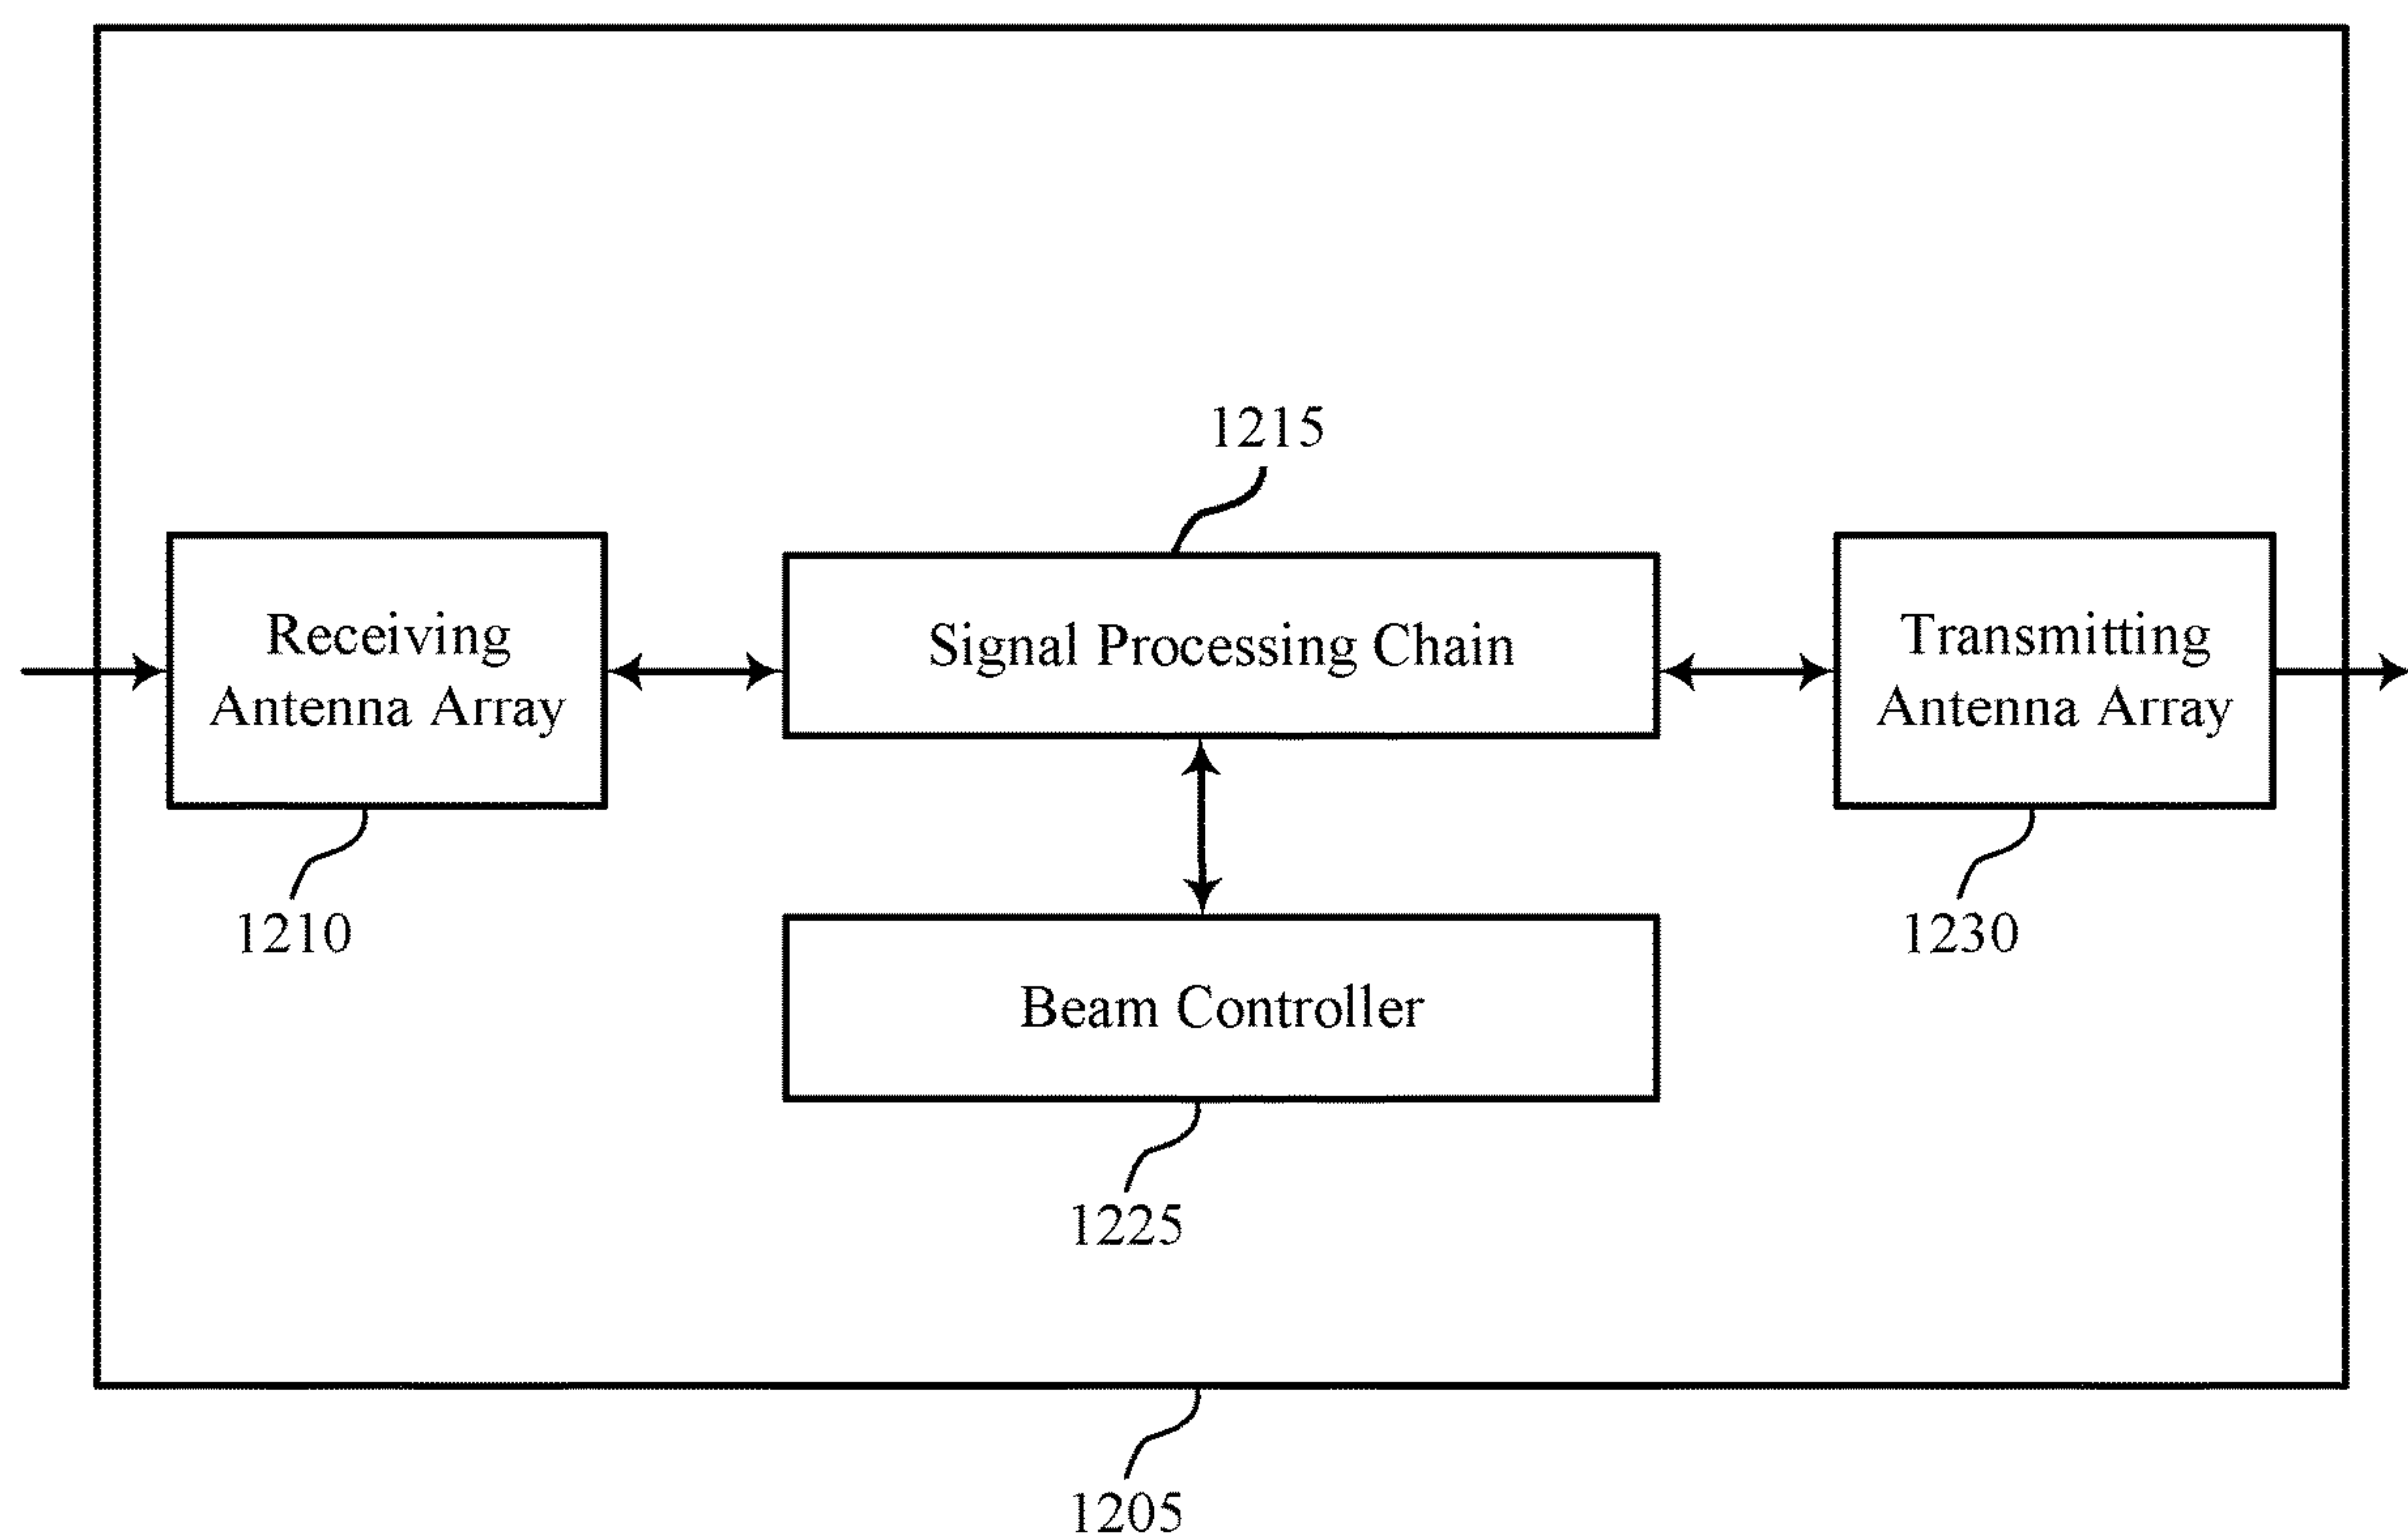 1215
Receiving
Antenna Array
Signal Processing Chain
Transmitting
Antenna Array
1210
1230
Beam Controller
1225
1205